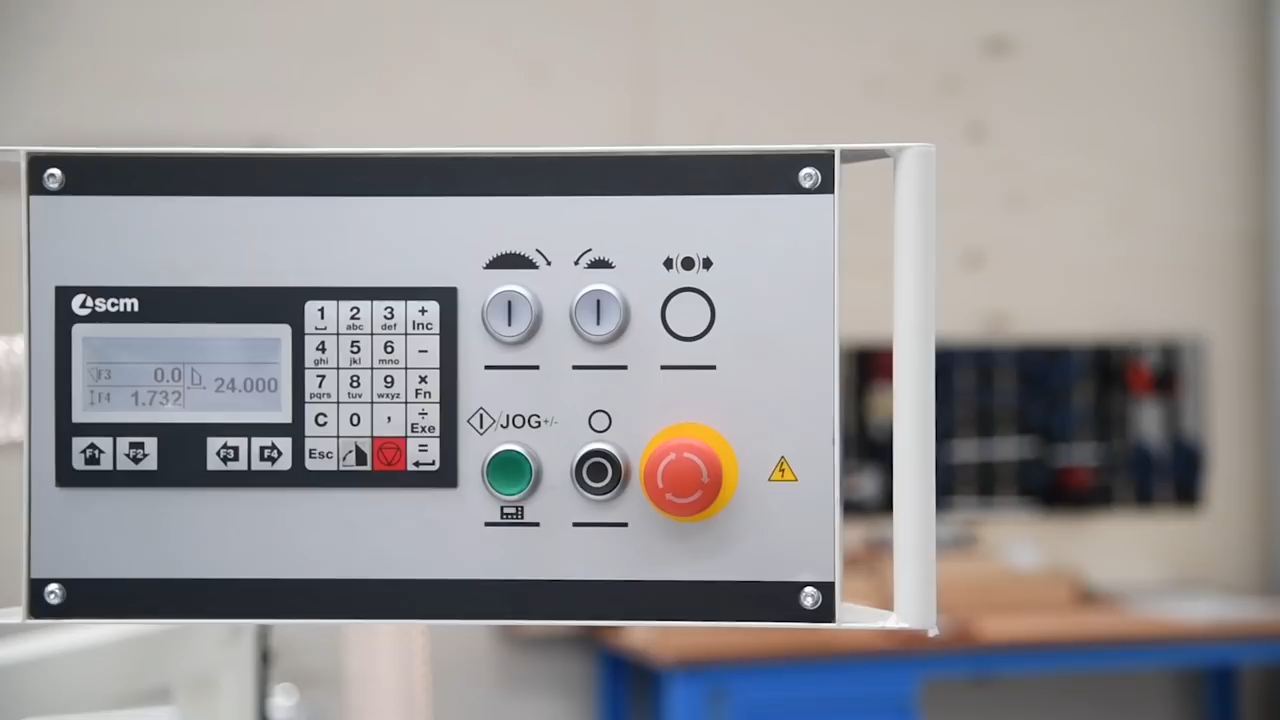 scm
F3 0.0
F4 1.732
24.000
F1 F2 F3 F4
1 2 abc 3 def + Inc
4 ghi 5 jkl 6 mno −
7 pqrs 8 tuv 9 wxyz × Fn
C 0 , ÷ Exe
Esc =
/JOG+/-